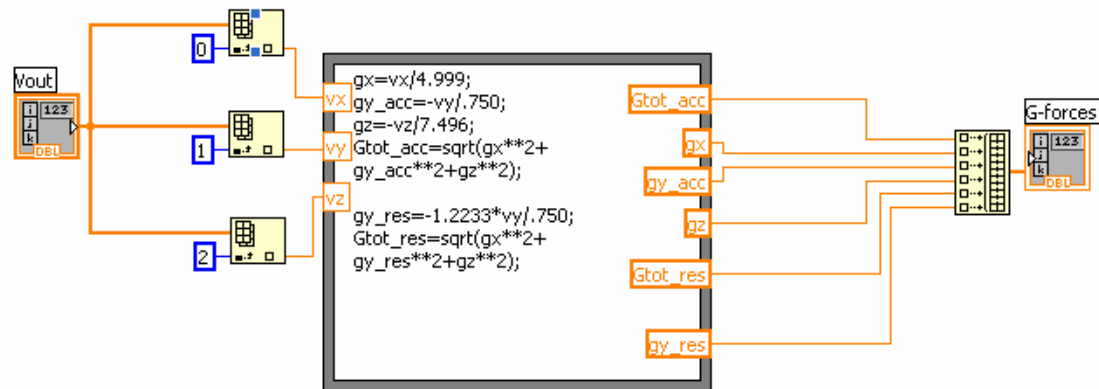 Vout
i
j
k
123
DBL
0
1
2
vx
vy
vz
gx=vx/4.999;
gy_acc=-vy/.750;
gz=-vz/7.496;
Gtot_acc=sqrt(gx**2+
gy_acc**2+gz**2);
gy_res=-1.2233*vy/.750;
Gtot_res=sqrt(gx**2+
gy_res**2+gz**2);
Gtot_acc
gx
gy_acc
gz
Gtot_res
gy_res
G-forces
i
j
k
123
DBL